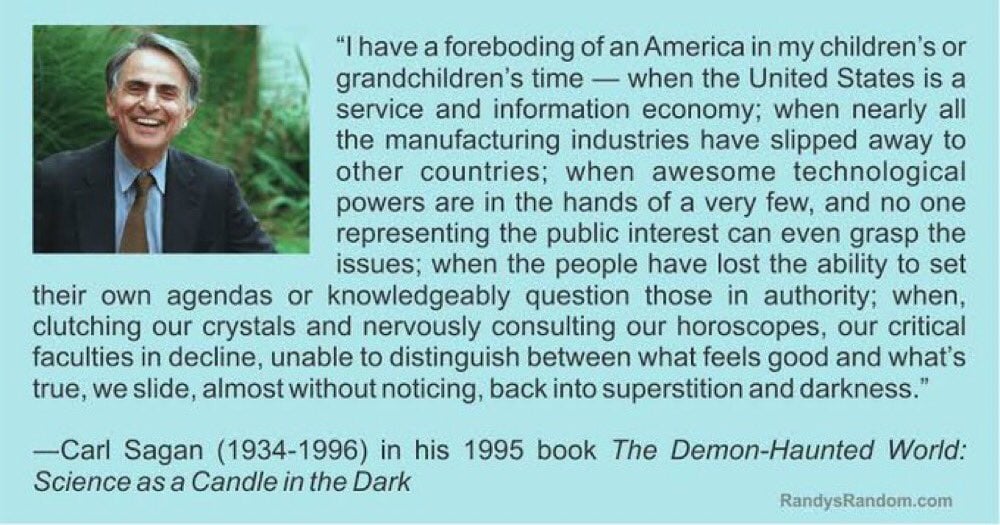 “I have a foreboding of an America in my children’s or
grandchildren’s time — when the United States is a
service and information economy; when nearly all
the manufacturing industries have slipped away to
other countries; when awesome technological
powers are in the hands of a very few, and no one
representing the public interest can even grasp the
issues; when the people have lost the ability to set
their own agendas or knowledgeably question those in authority; when,
clutching our crystals and nervously consulting our horoscopes, our critical
faculties in decline, unable to distinguish between what feels good and what’s
true, we slide, almost without noticing, back into superstition and darkness.”
—Carl Sagan (1934-1996) in his 1995 book The Demon-Haunted World:
Science as a Candle in the Dark
RandysRandom.com